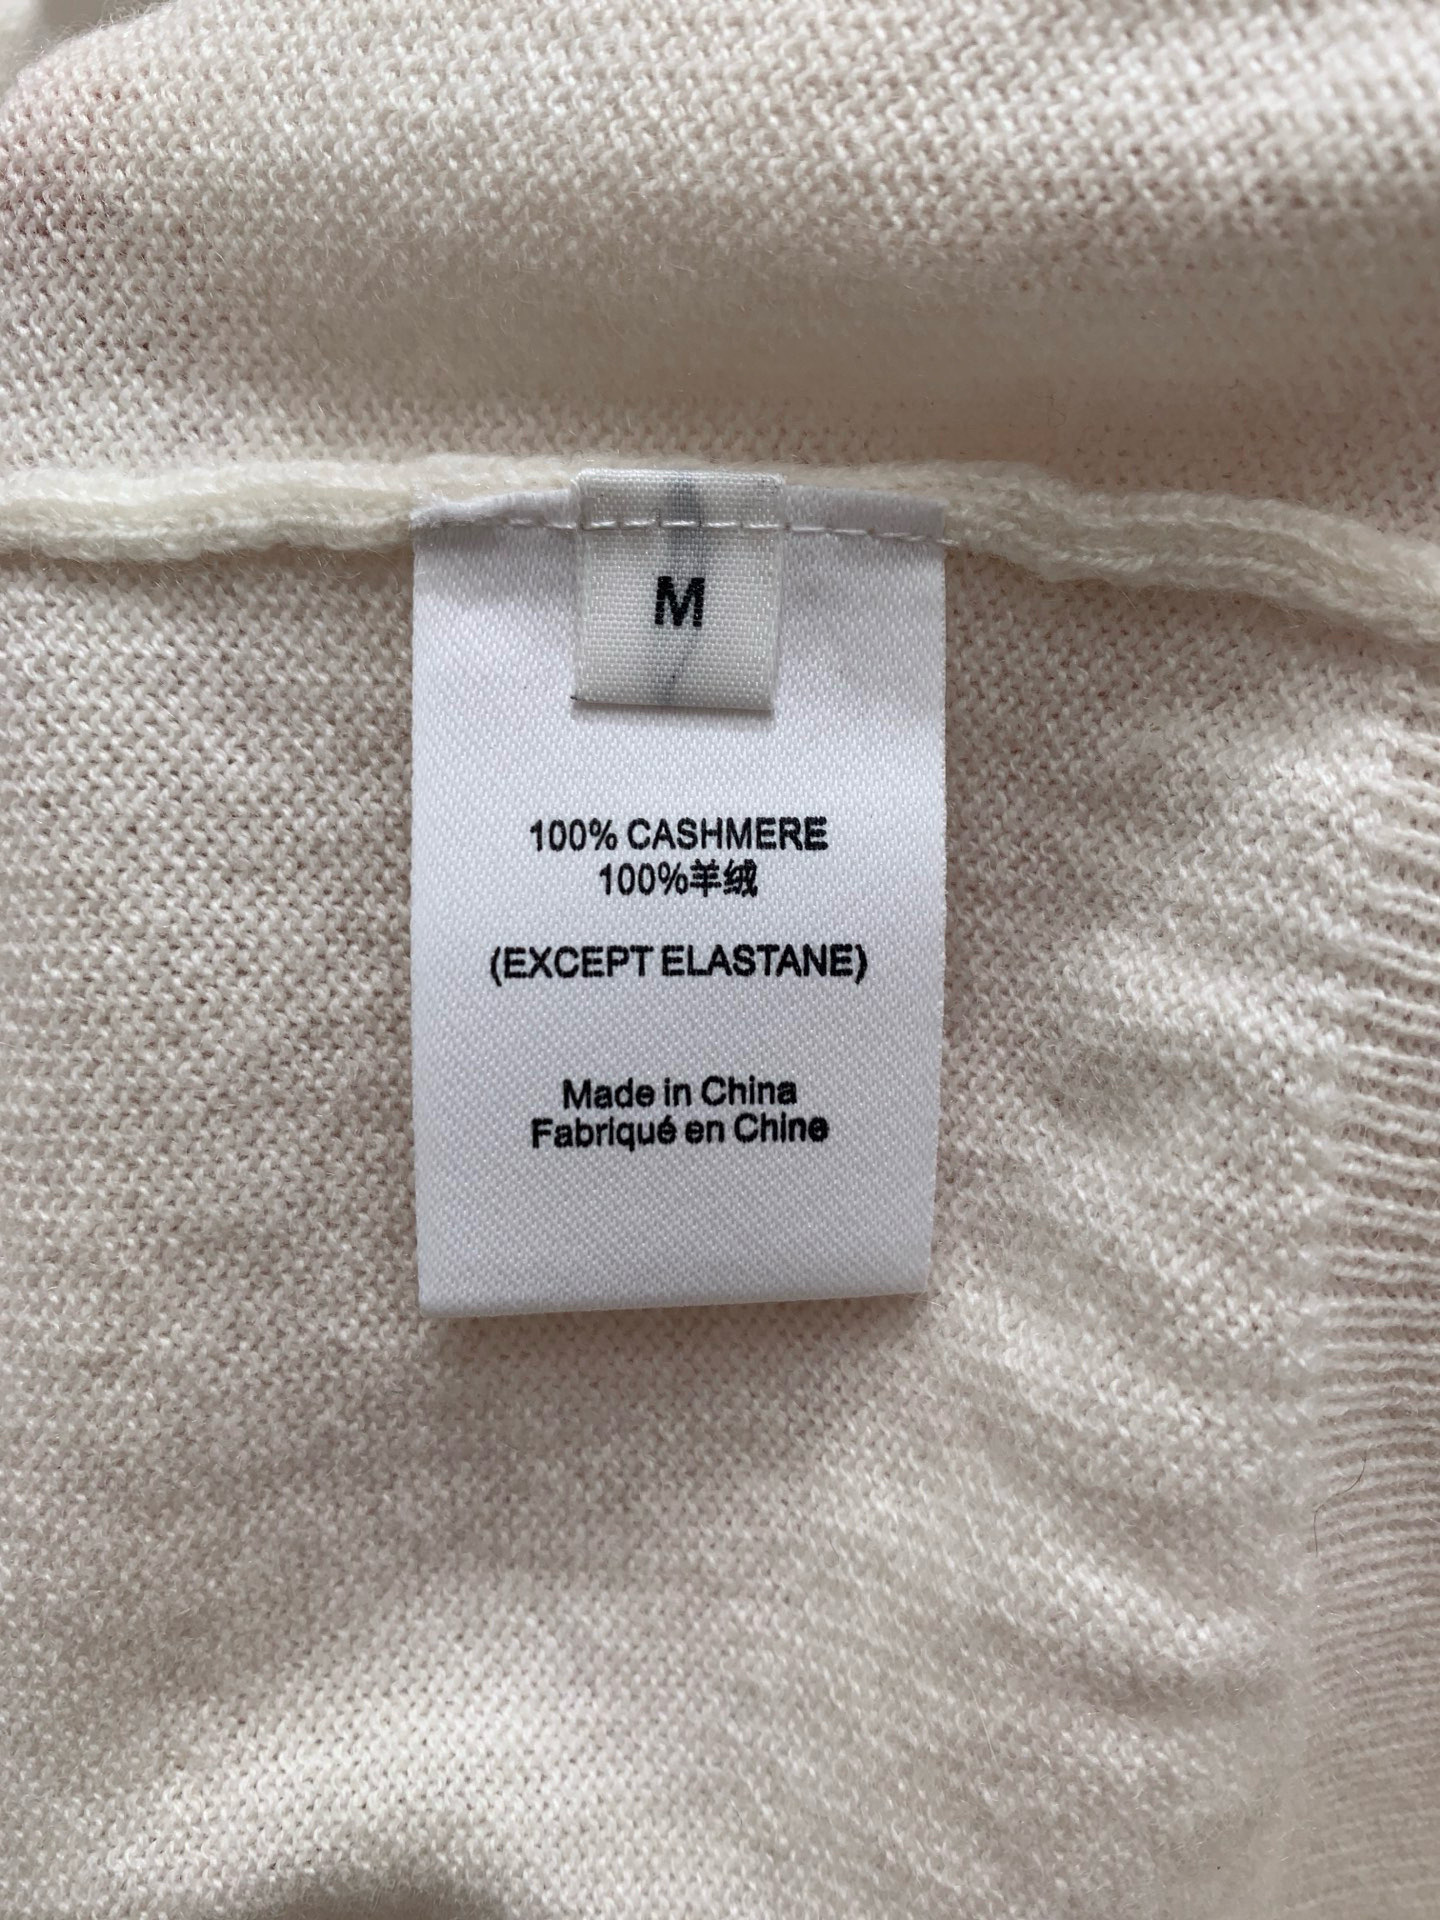 M
100% CASHMERE
100%羊绒
(EXCEPT ELASTANE)
Made in China
Fabriqué en Chine